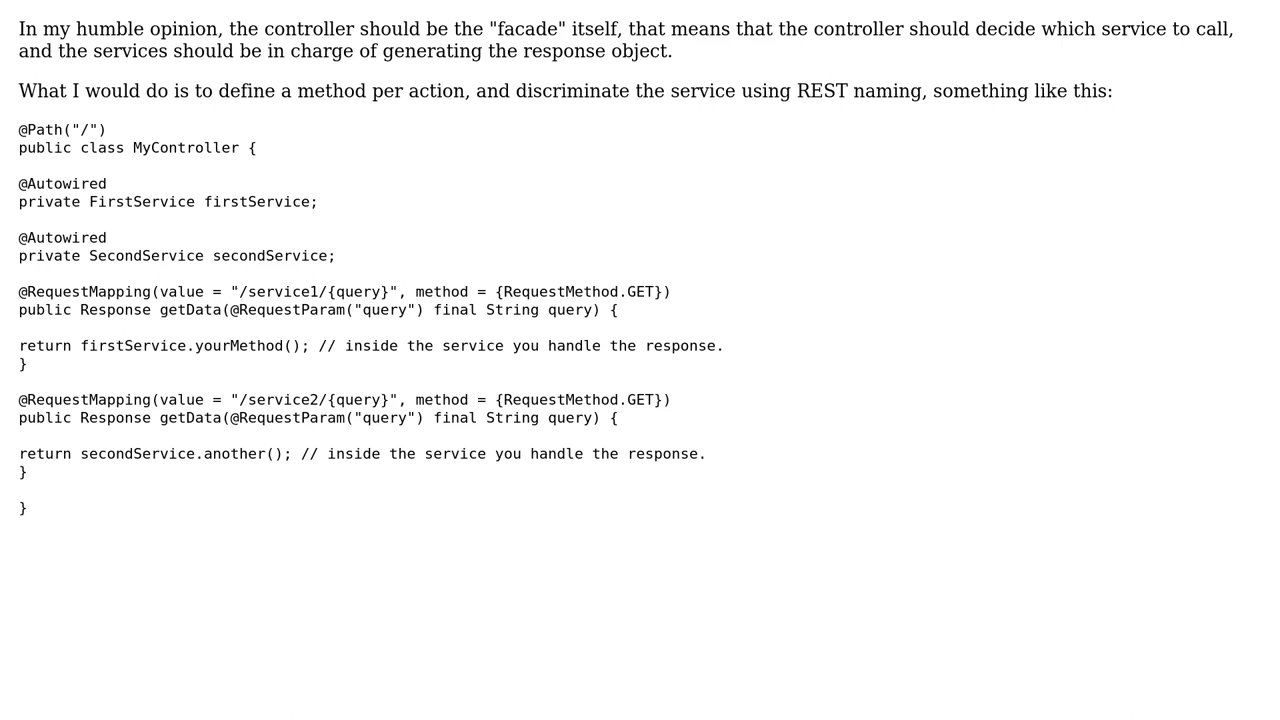 In my humble opinion, the controller should be the "facade" itself, that means that the controller should decide which service to call,
and the services should be in charge of generating the response object.
What I would do is to define a method per action, and discriminate the service using REST naming, something like this:
@Path("/")
public class MyController {
@Autowired
private FirstService firstService;
@Autowired
private SecondService secondService;
@RequestMapping(value = "/service1/{query}", method = {RequestMethod.GET})
public Response getData(@RequestParam("query") final String query) {
return firstService.yourMethod(); // inside the service you handle the response.
}
@RequestMapping(value = "/service2/{query}", method = {RequestMethod.GET})
public Response getData(@RequestParam("query") final String query) {
return secondService.another(); // inside the service you handle the response.
}
}